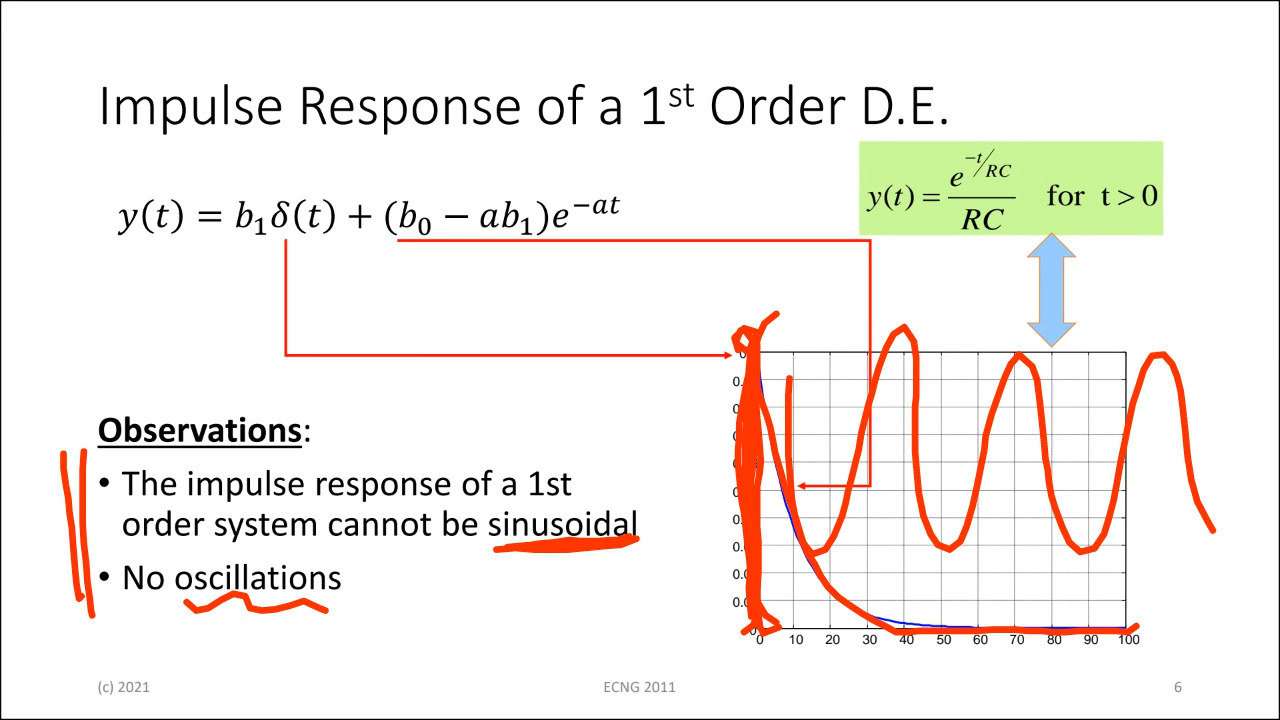 Impulse Response of a 1st Order D.E.
y(t) = b₁δ(t) + (b₀ − ab₁)e^{−at}
y(t) = e^{−t/RC} / RC for t > 0
Observations:
• The impulse response of a 1st
order system cannot be sinusoidal
• No oscillations
0 10 20 30 40 50 60 70 80 90 100
(c) 2021
ECNG 2011
6